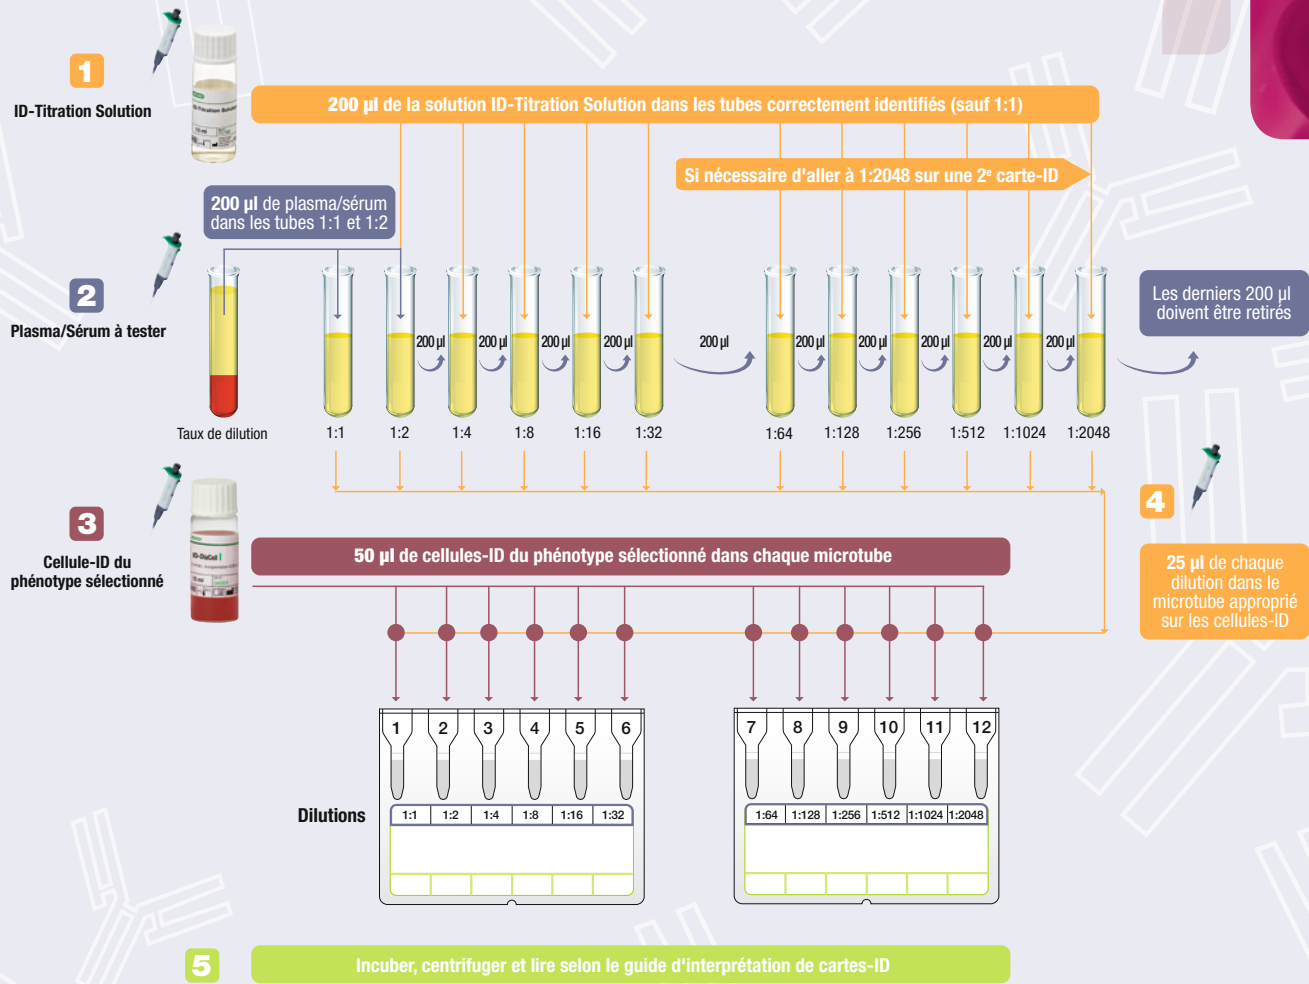 1
ID-Titration Solution
200 µl de la solution ID-Titration Solution dans les tubes correctement identifiés (sauf 1:1)
Si nécessaire d'aller à 1:2048 sur une 2e carte-ID
200 µl de plasma/sérum
dans les tubes 1:1 et 1:2
2
Plasma/Sérum à tester
200 µl 200 µl 200 µl 200 µl 200 µl 200 µl 200 µl 200 µl 200 µl 200 µl
Les derniers 200 µl
doivent être retirés
Taux de dilution 1:1 1:2 1:4 1:8 1:16 1:32 1:64 1:128 1:256 1:512 1:1024 1:2048
3
Cellule-ID du
phénotype sélectionné
ID-DiaCell I
50 µl de cellules-ID du phénotype sélectionné dans chaque microtube
4
25 µl de chaque
dilution dans le
microtube approprié
sur les cellules-ID
1 2 3 4 5 6 7 8 9 10 11 12
Dilutions
1:1 1:2 1:4 1:8 1:16 1:32 1:64 1:128 1:256 1:512 1:1024 1:2048
5
Incuber, centrifuger et lire selon le guide d'interprétation de cartes-ID